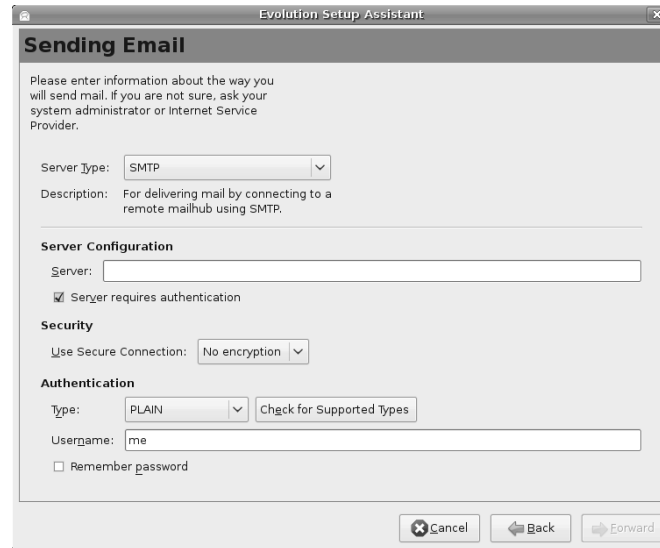 Evolution Setup Assistant
Sending Email
Please enter information about the way you
will send mail. If you are not sure, ask your
system administrator or Internet Service
Provider.
Server Type: SMTP
Description: For delivering mail by connecting to a
remote mailhub using SMTP.
Server Configuration
Server:
Server requires authentication
Security
Use Secure Connection: No encryption
Authentication
Type: PLAIN Check for Supported Types
Username: me
Remember password
Cancel Back Forward